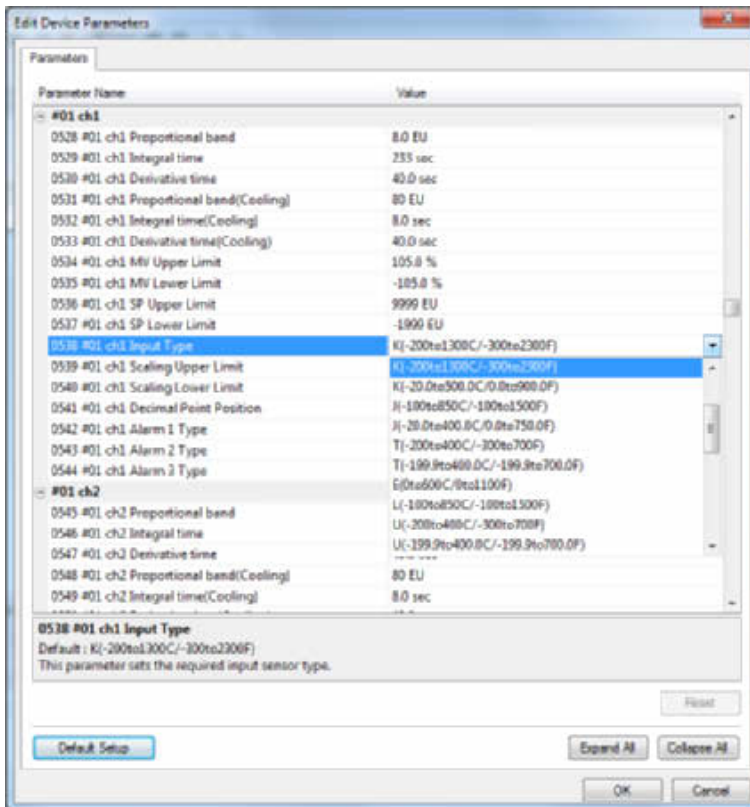 Edit Device Parameters
Parameters
Parameter Name Value
#01 ch1
0528 #01 ch1 Proportional band 8.0 EU
0529 #01 ch1 Integral time 233 sec
0530 #01 ch1 Derivative time 40.0 sec
0531 #01 ch1 Proportional band(Cooling) 80 EU
0532 #01 ch1 Integral time(Cooling) 8.0 sec
0533 #01 ch1 Derivative time(Cooling) 40.0 sec
0534 #01 ch1 MV Upper Limit 105.0 %
0535 #01 ch1 MV Lower Limit -105.0 %
0536 #01 ch1 SP Upper Limit 9999 EU
0537 #01 ch1 SP Lower Limit -1999 EU
0538 #01 ch1 Input Type K(-200to1300C/-300to2300F)
0539 #01 ch1 Scaling Upper Limit K(-200to1300C/-300to2300F)
0540 #01 ch1 Scaling Lower Limit K(-20.0to500.0C/0.0to900.0F)
0541 #01 ch1 Decimal Point Position J(-100to850C/-100to1500F)
0542 #01 ch1 Alarm 1 Type J(-20.0to400.0C/0.0to750.0F)
0543 #01 ch1 Alarm 2 Type T(-200to400C/-300to700F)
0544 #01 ch1 Alarm 3 Type T(-199.9to400.0C/-199.9to700.0F)
#01 ch2 E(0to600C/0to1100F)
0545 #01 ch2 Proportional band L(-100to850C/-100to1500F)
0546 #01 ch2 Integral time U(-200to400C/-300to700F)
0547 #01 ch2 Derivative time U(-199.9to400.0C/-199.9to700.0F)
0548 #01 ch2 Proportional band(Cooling) 80 EU
0549 #01 ch2 Integral time(Cooling) 8.0 sec
0538 #01 ch1 Input Type
Default : K(-200to1300C/-300to2300F)
This parameter sets the required input sensor type.
Reset
Default Setup Expand All Collapse All
OK Cancel